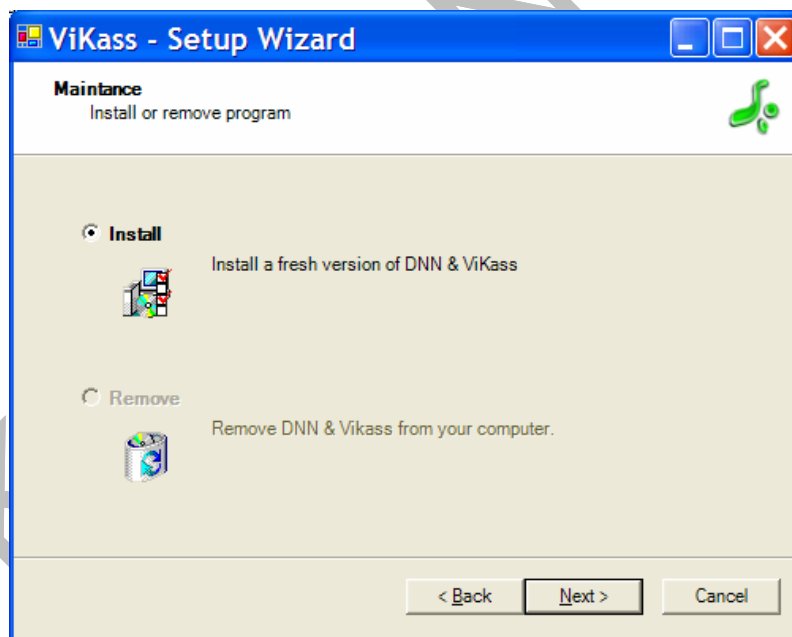 ViKass - Setup Wizard
Maintance
Install or remove program
Install
Install a fresh version of DNN & ViKass
Remove
Remove DNN & Vikass from your computer.
< Back Next > Cancel